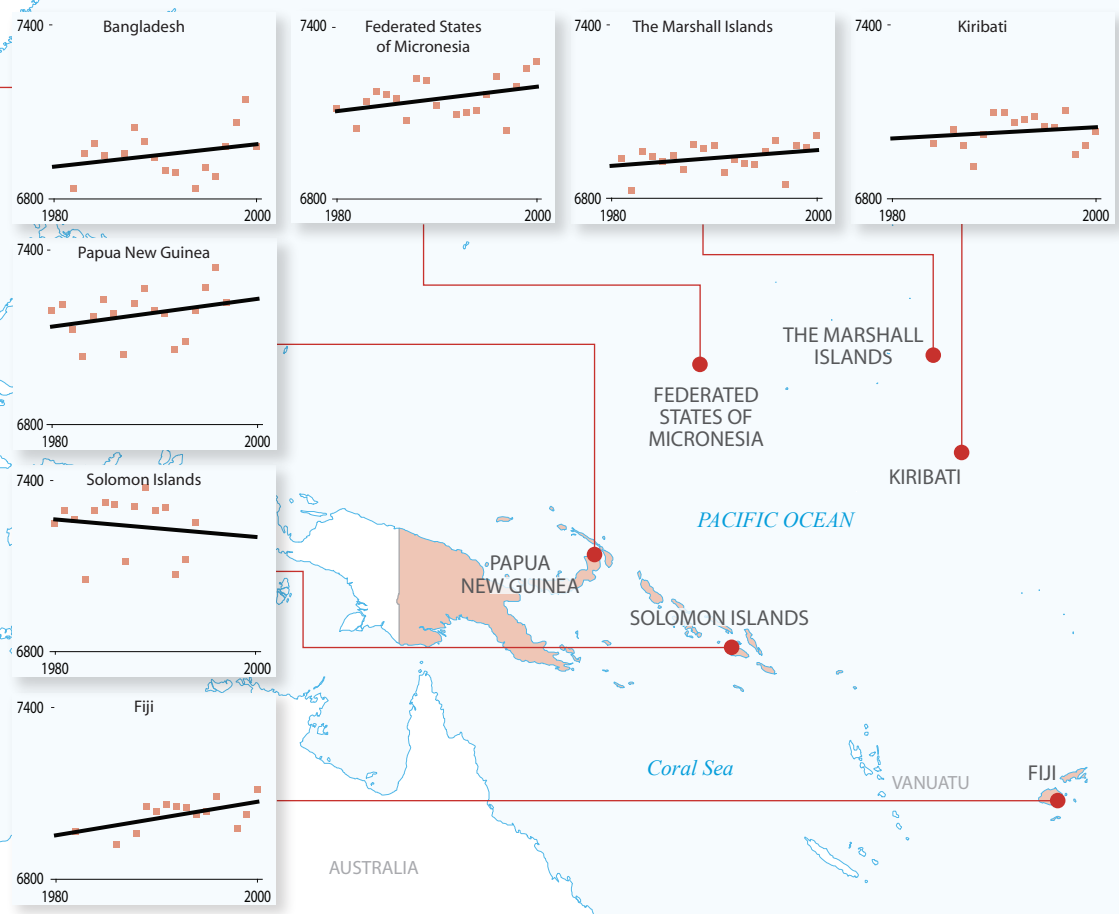 Bangladesh
7400
6800
1980
2000
Federated States
of Micronesia
7400
6800
1980
2000
The Marshall Islands
7400
6800
1980
2000
Kiribati
7400
6800
1980
2000
Papua New Guinea
7400
6800
1980
2000
Solomon Islands
7400
6800
1980
2000
Fiji
7400
6800
1980
2000
THE MARSHALL
ISLANDS
FEDERATED
STATES OF
MICRONESIA
KIRIBATI
PACIFIC OCEAN
PAPUA
NEW GUINEA
SOLOMON ISLANDS
Coral Sea
VANUATU
FIJI
AUSTRALIA